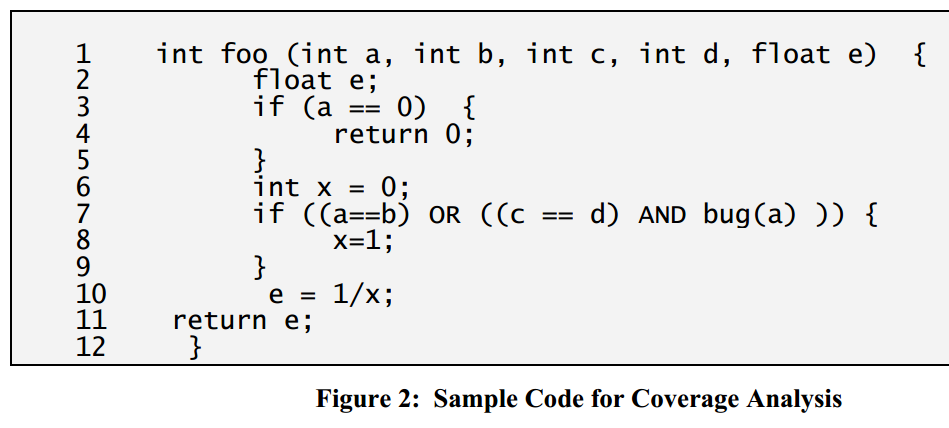 1 int foo (int a, int b, int c, int d, float e) {
2 float e;
3 if (a == 0) {
4 return 0;
5 }
6 int x = 0;
7 if ((a==b) OR ((c == d) AND bug(a) )) {
8 x=1;
9 }
10 e = 1/x;
11 return e;
12 }
Figure 2: Sample Code for Coverage Analysis